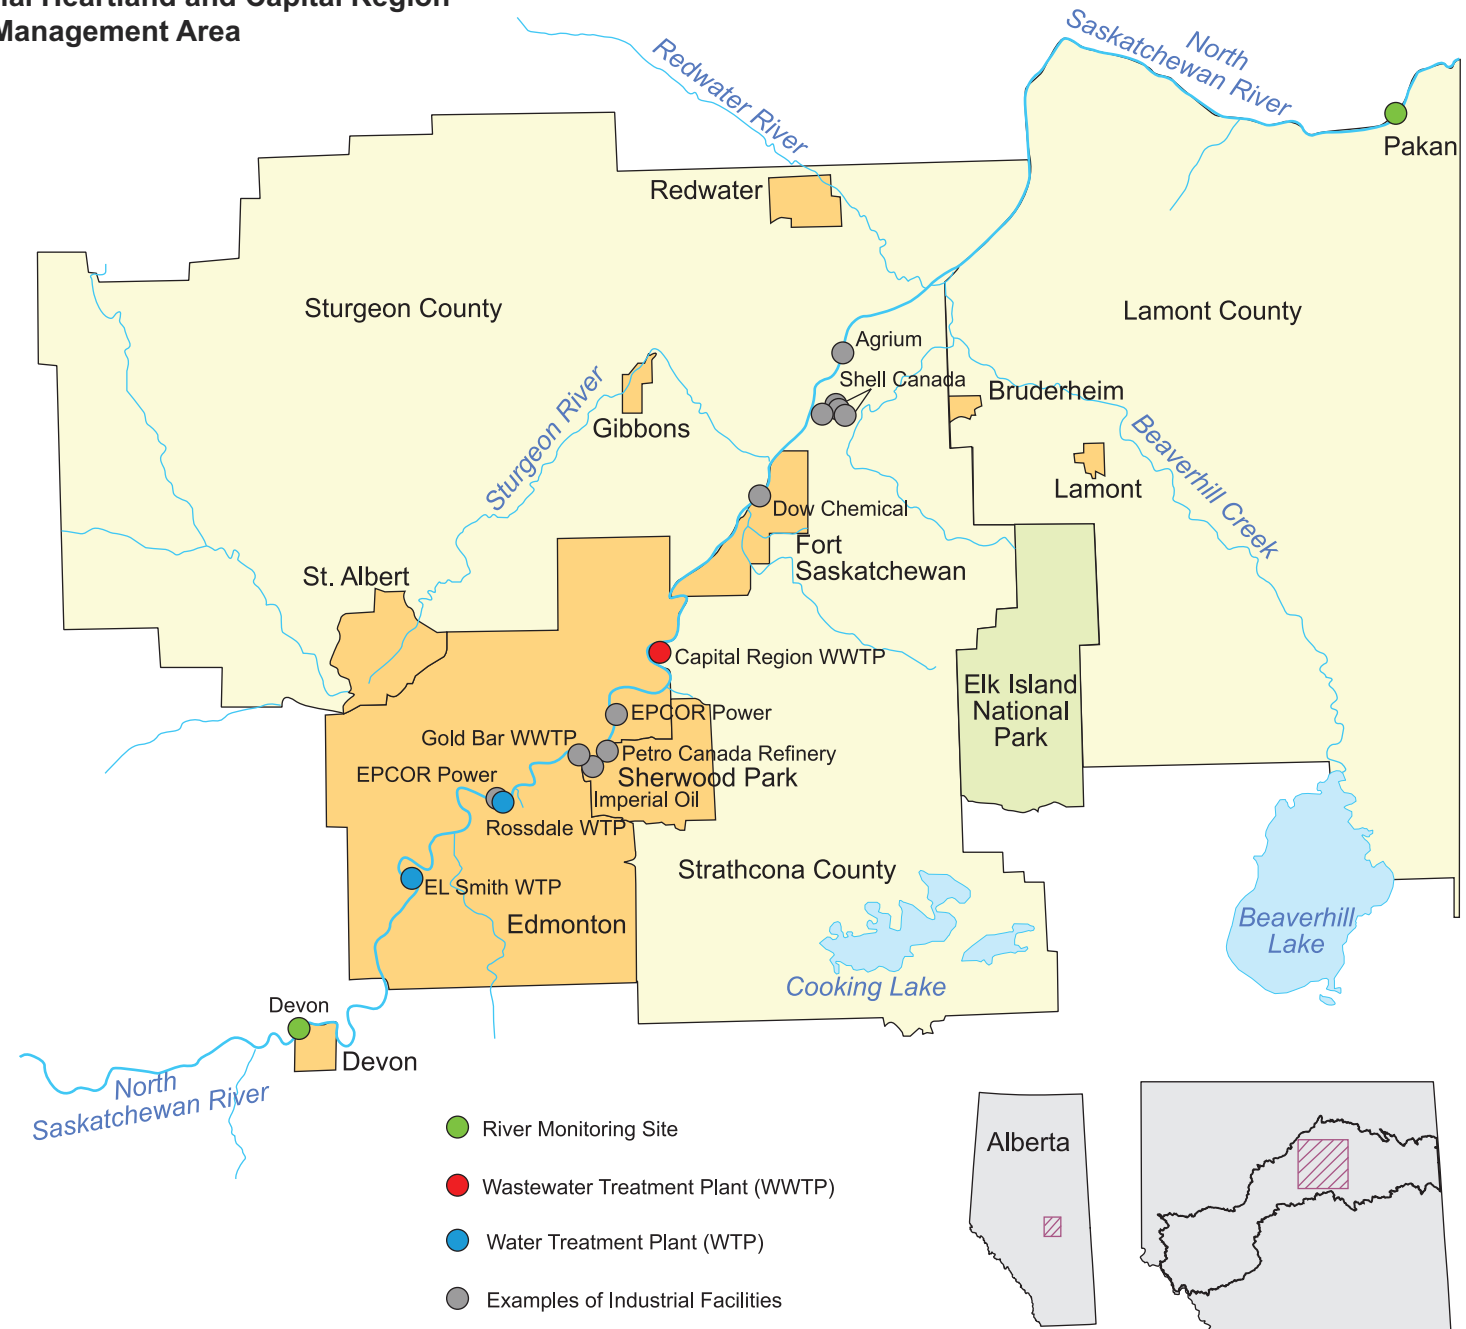 Heartland and Capital Region
Management Area
Redwater River
North
Saskatchewan River
Pakan
Redwater
Sturgeon County
Lamont County
Agrium
Shell Canada
Bruderheim
Sturgeon River
Gibbons
Beaverhill Creek
Lamont
Dow Chemical
Fort
Saskatchewan
St. Albert
Capital Region WWTP
Elk Island
National
Park
EPCOR Power
Gold Bar WWTP
Petro Canada Refinery
EPCOR Power
Sherwood Park
Imperial Oil
Rossdale WTP
Strathcona County
EL Smith WTP
Edmonton
Beaverhill
Lake
Cooking Lake
Devon
Devon
North
Saskatchewan River
River Monitoring Site
Wastewater Treatment Plant (WWTP)
Water Treatment Plant (WTP)
Examples of Industrial Facilities
Alberta